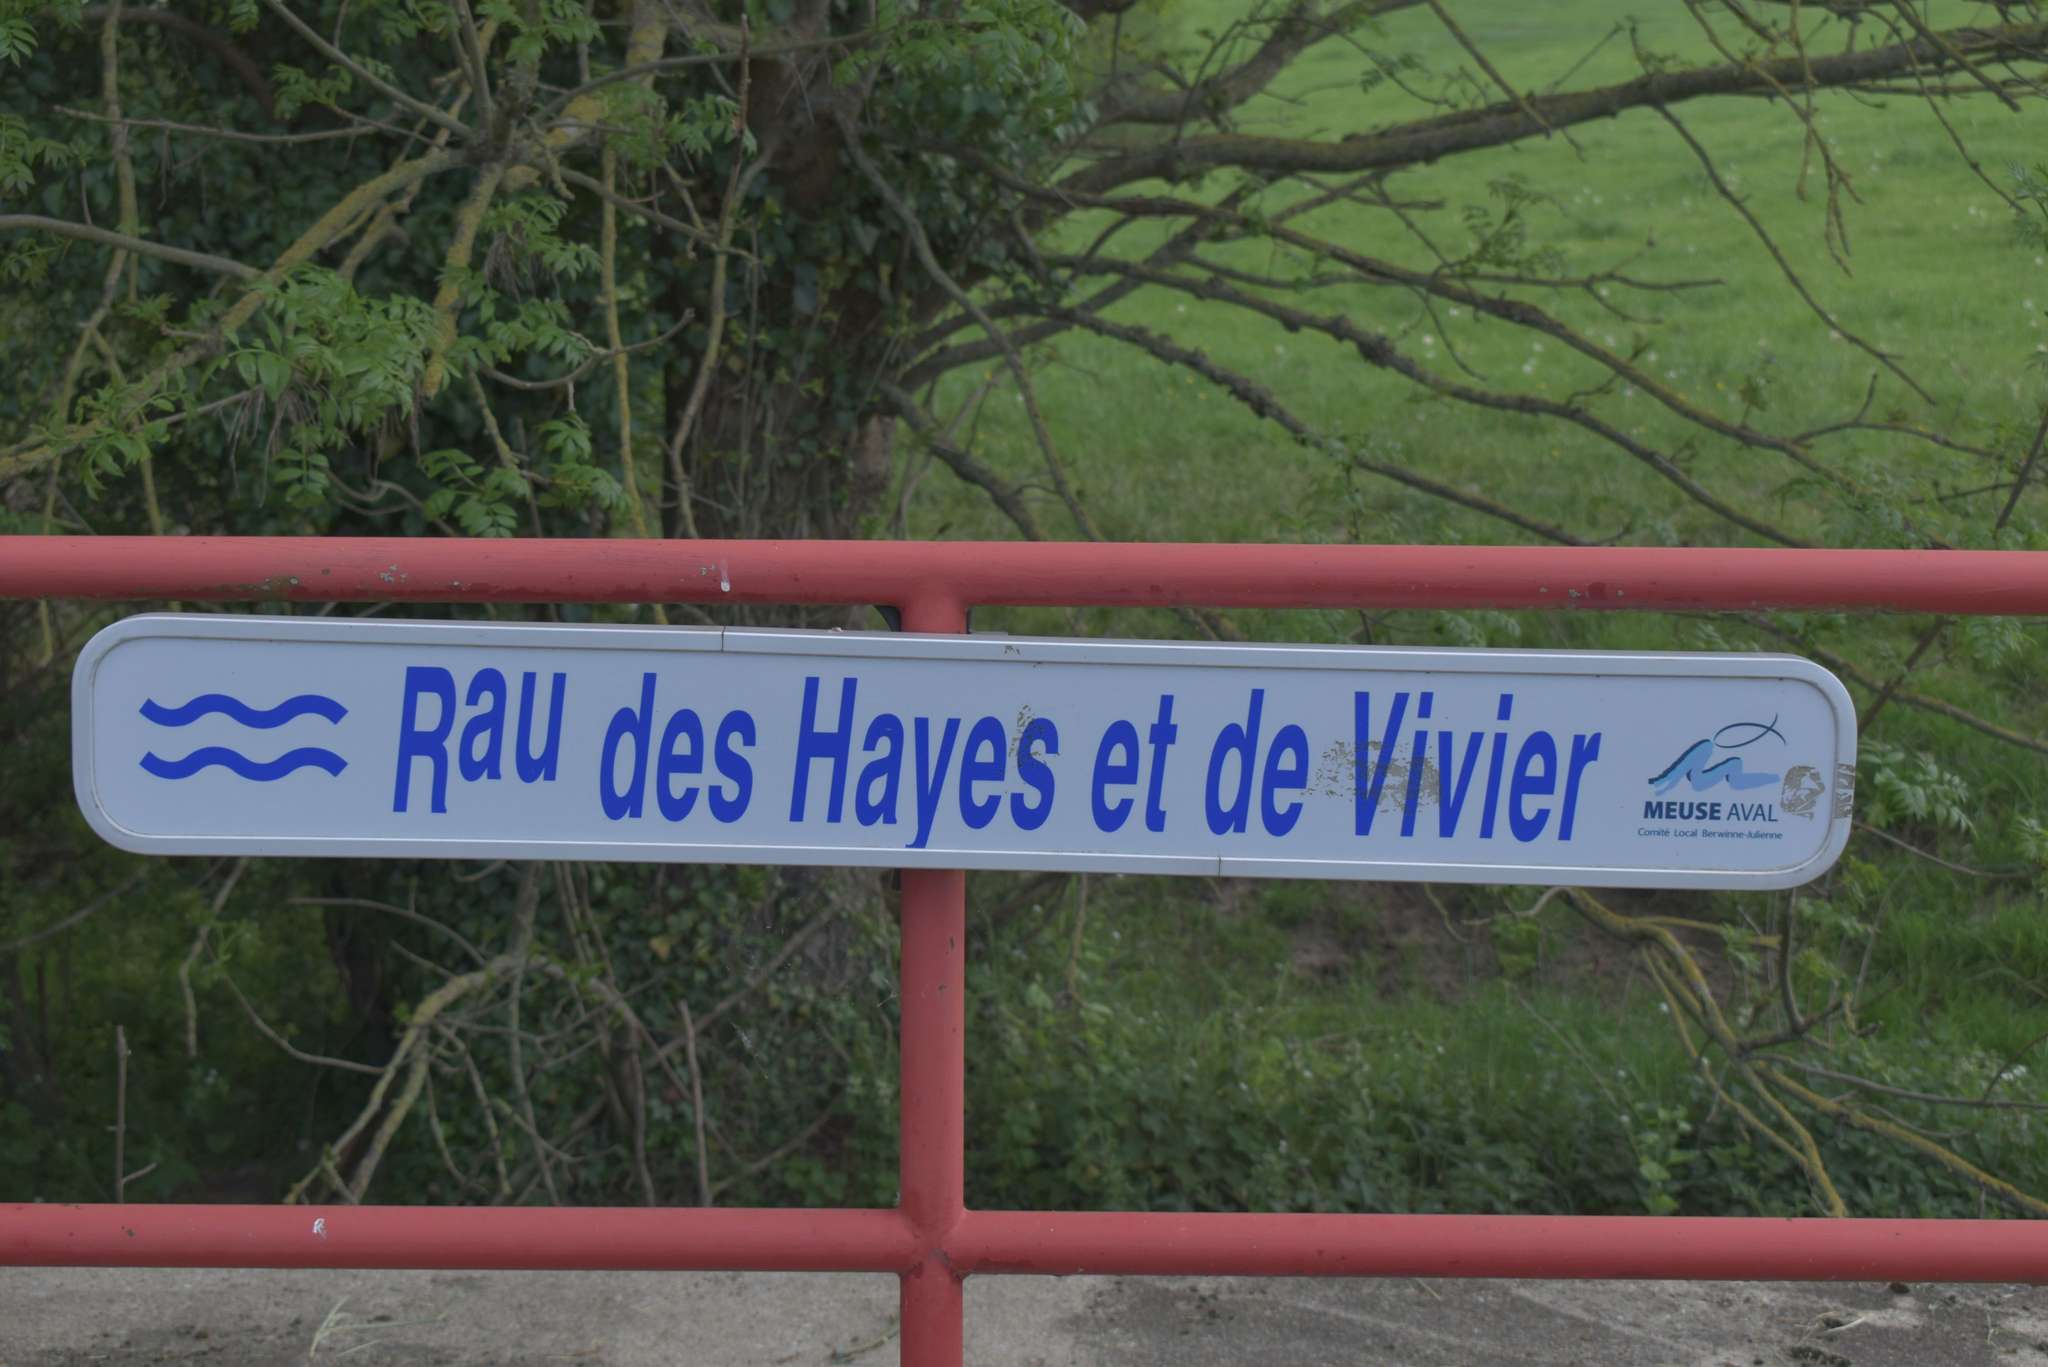 Rau des Hayes et de Vivier
MEUSE AVAL
Comité Local Berwinne-Julienne